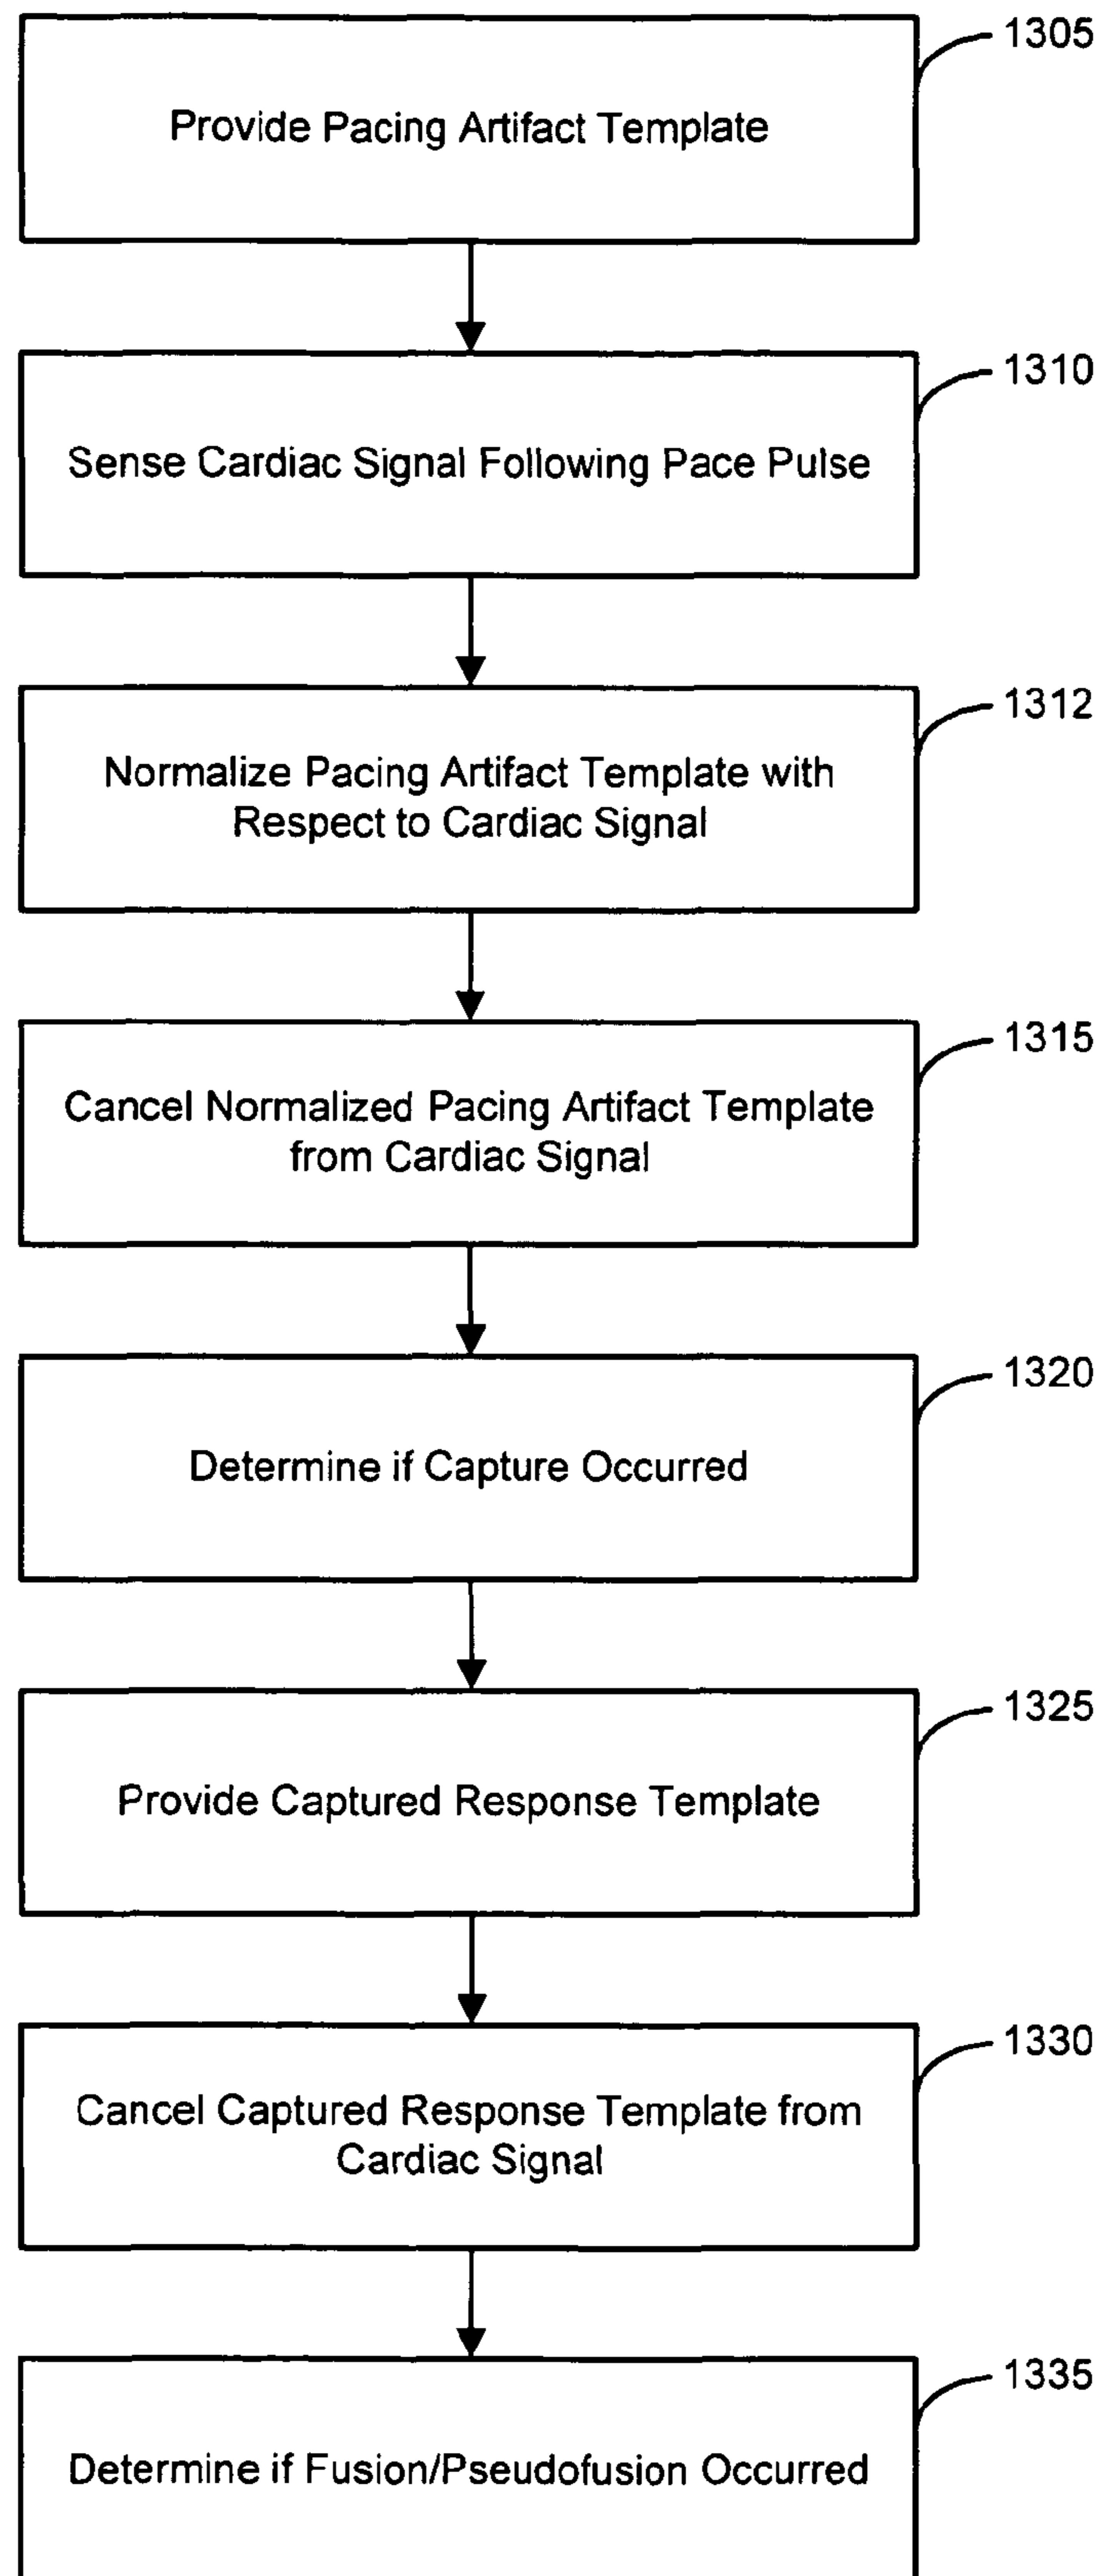 1305
Provide Pacing Artifact Template
1310
Sense Cardiac Signal Following Pace Pulse
1312
Normalize Pacing Artifact Template with
Respect to Cardiac Signal
1315
Cancel Normalized Pacing Artifact Template
from Cardiac Signal
1320
Determine if Capture Occurred
1325
Provide Captured Response Template
1330
Cancel Captured Response Template from
Cardiac Signal
1335
Determine if Fusion/Pseudofusion Occurred